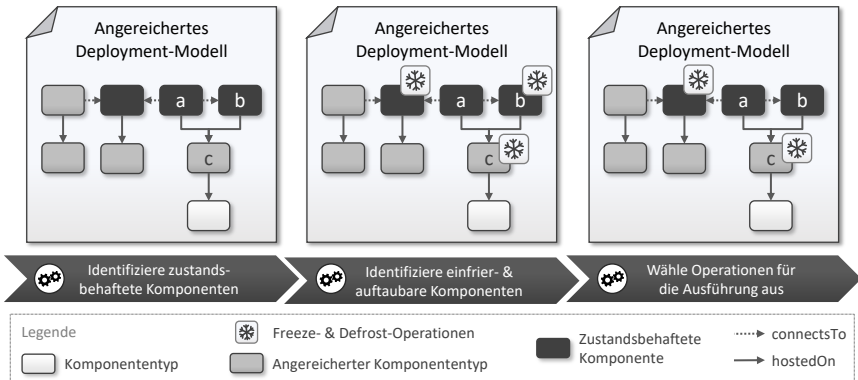 Angereichertes
Deployment-Modell
a
b
c
Angereichertes
Deployment-Modell
a
b
c
Angereichertes
Deployment-Modell
a
b
c
Identifiziere zustands-
behaftete Komponenten
Identifiziere einfrier- &
auftaubare Komponenten
Wähle Operationen für
die Ausführung aus
Legende
Komponententyp
Freeze- & Defrost-Operationen
Angereicherter Komponententyp
Zustandsbehaftete
Komponente
connectsTo
hostedOn